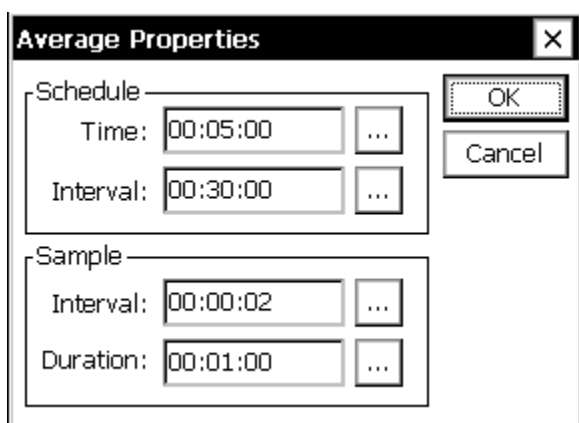 Average Properties
Schedule
Time: 00:05:00 ...
Interval: 00:30:00 ...
Sample
Interval: 00:00:02 ...
Duration: 00:01:00 ...
OK
Cancel